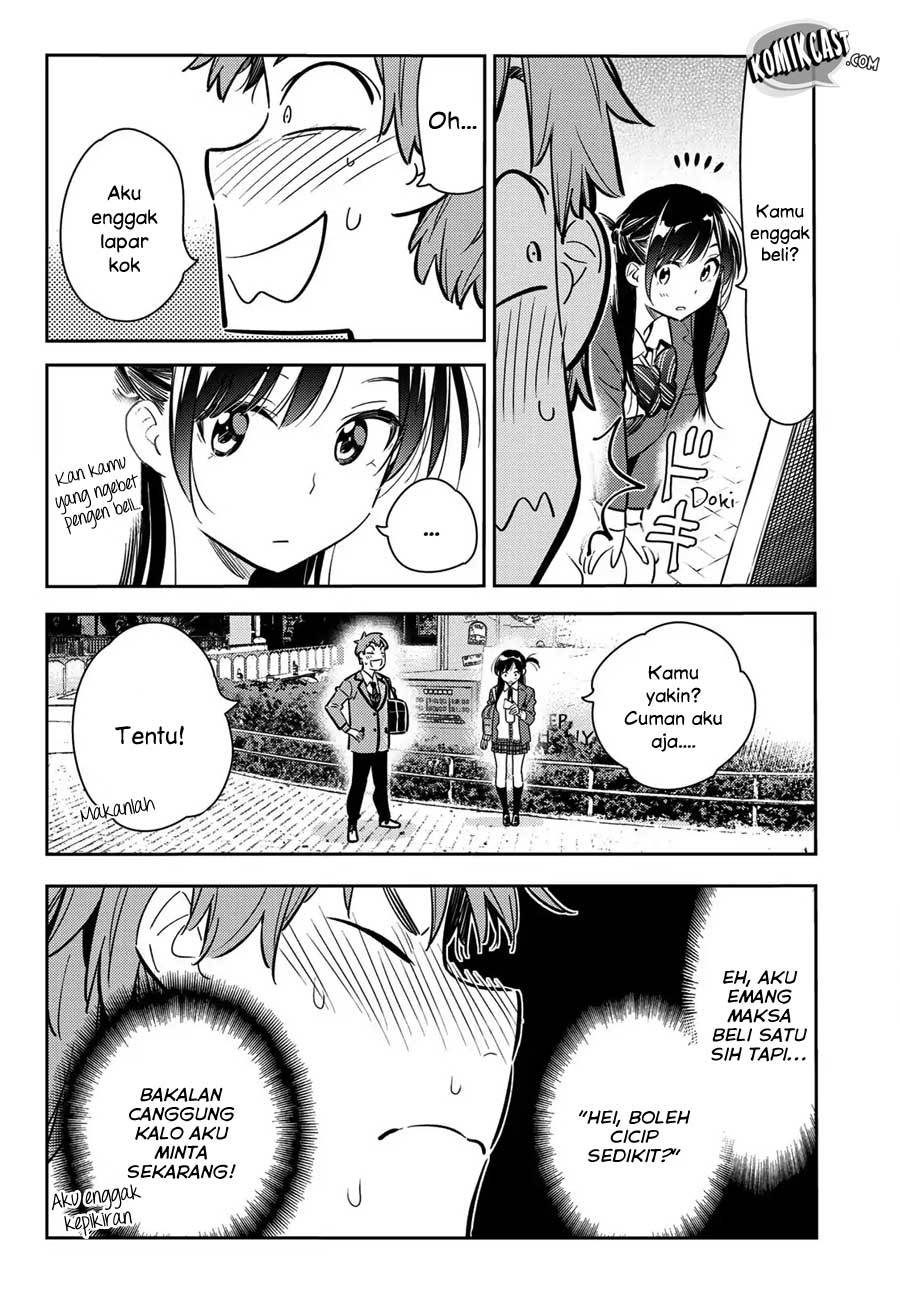 KOMIKCAST.COM
Kamu
enggak
beli?
ドキ
Doki
Oh...
Aku
enggak
lapar
kok
...
Kan kamu
yang ngebet
pengen beli...
Kamu
yakin?
Cuman aku
aja....
Tentu!
Makanlah
EH, AKU
EMANG
MAKSA
BELI SATU
SIH TAPI...
"HEI, BOLEH
CICIP
SEDIKIT?"
BAKALAN
CANGGUNG
KALO AKU
MINTA
SEKARANG!
Aku enggak
kepikiran